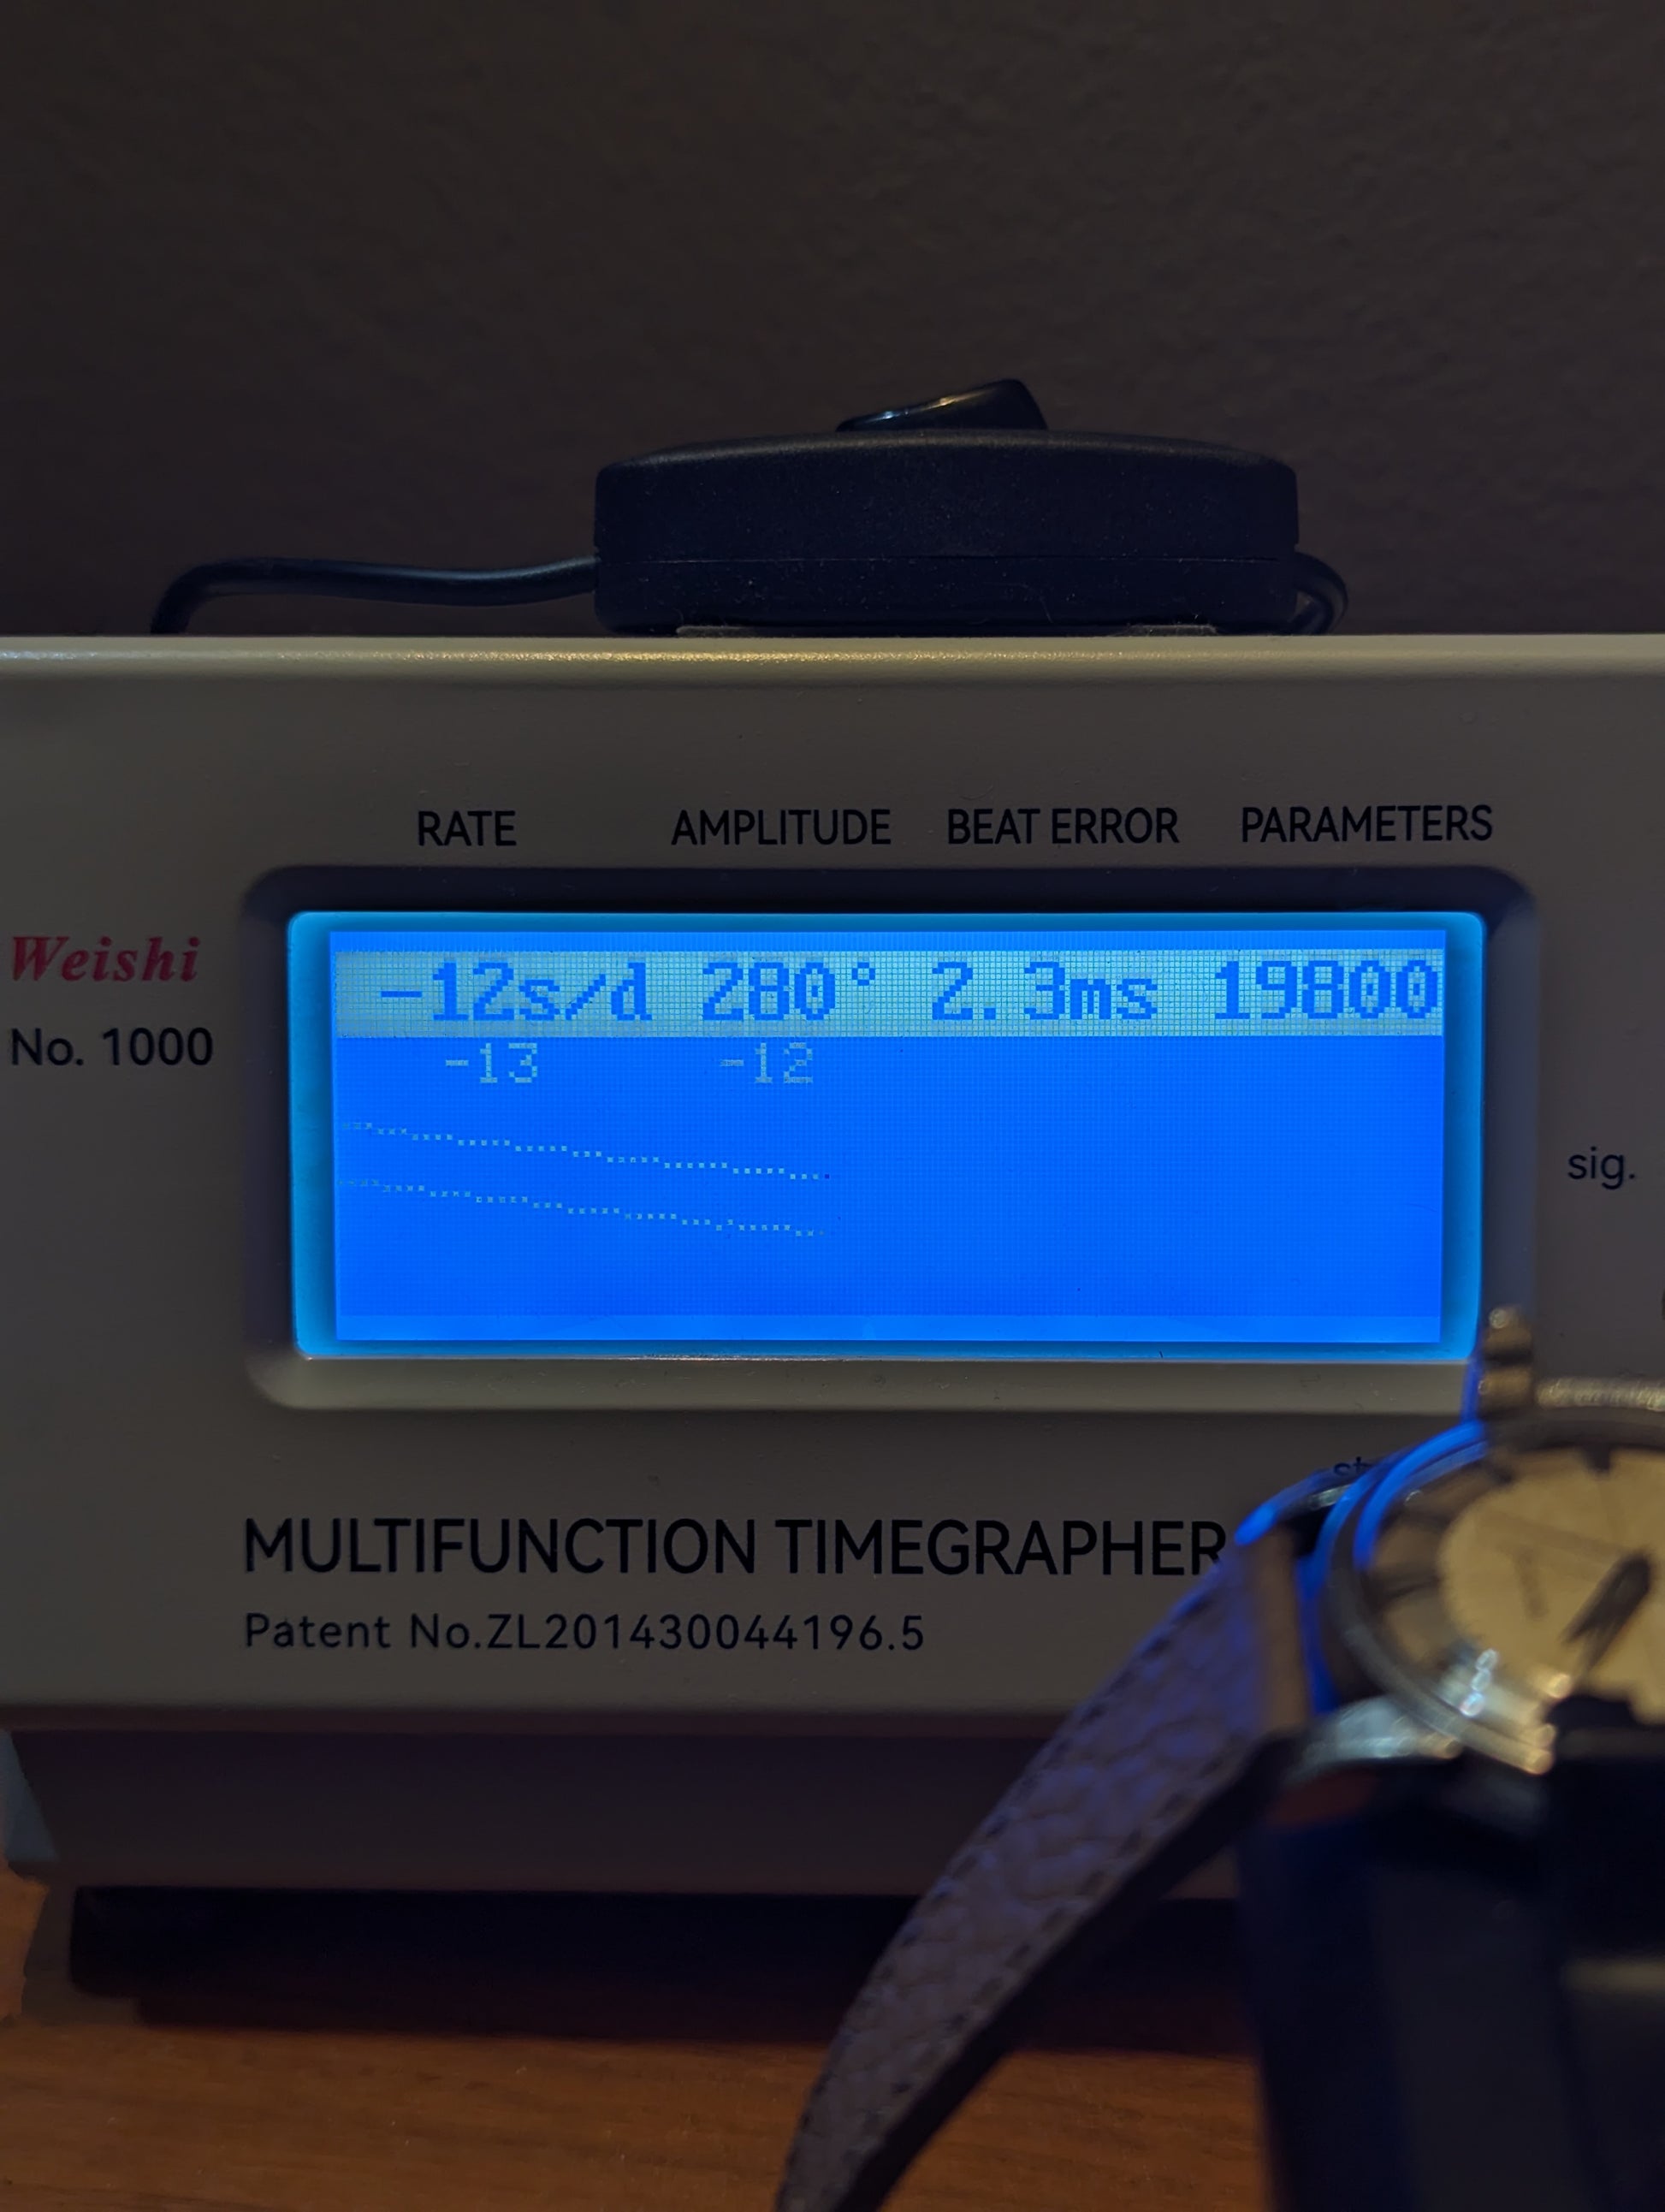 RATE AMPLITUDE BEAT ERROR PARAMETERS
Weishi
No. 1000
-12s/d 280° 2.3ms 19800
-13 -12
sig.
MULTIFUNCTION TIMEGRAPHER
Patent No.ZL201430044196.5